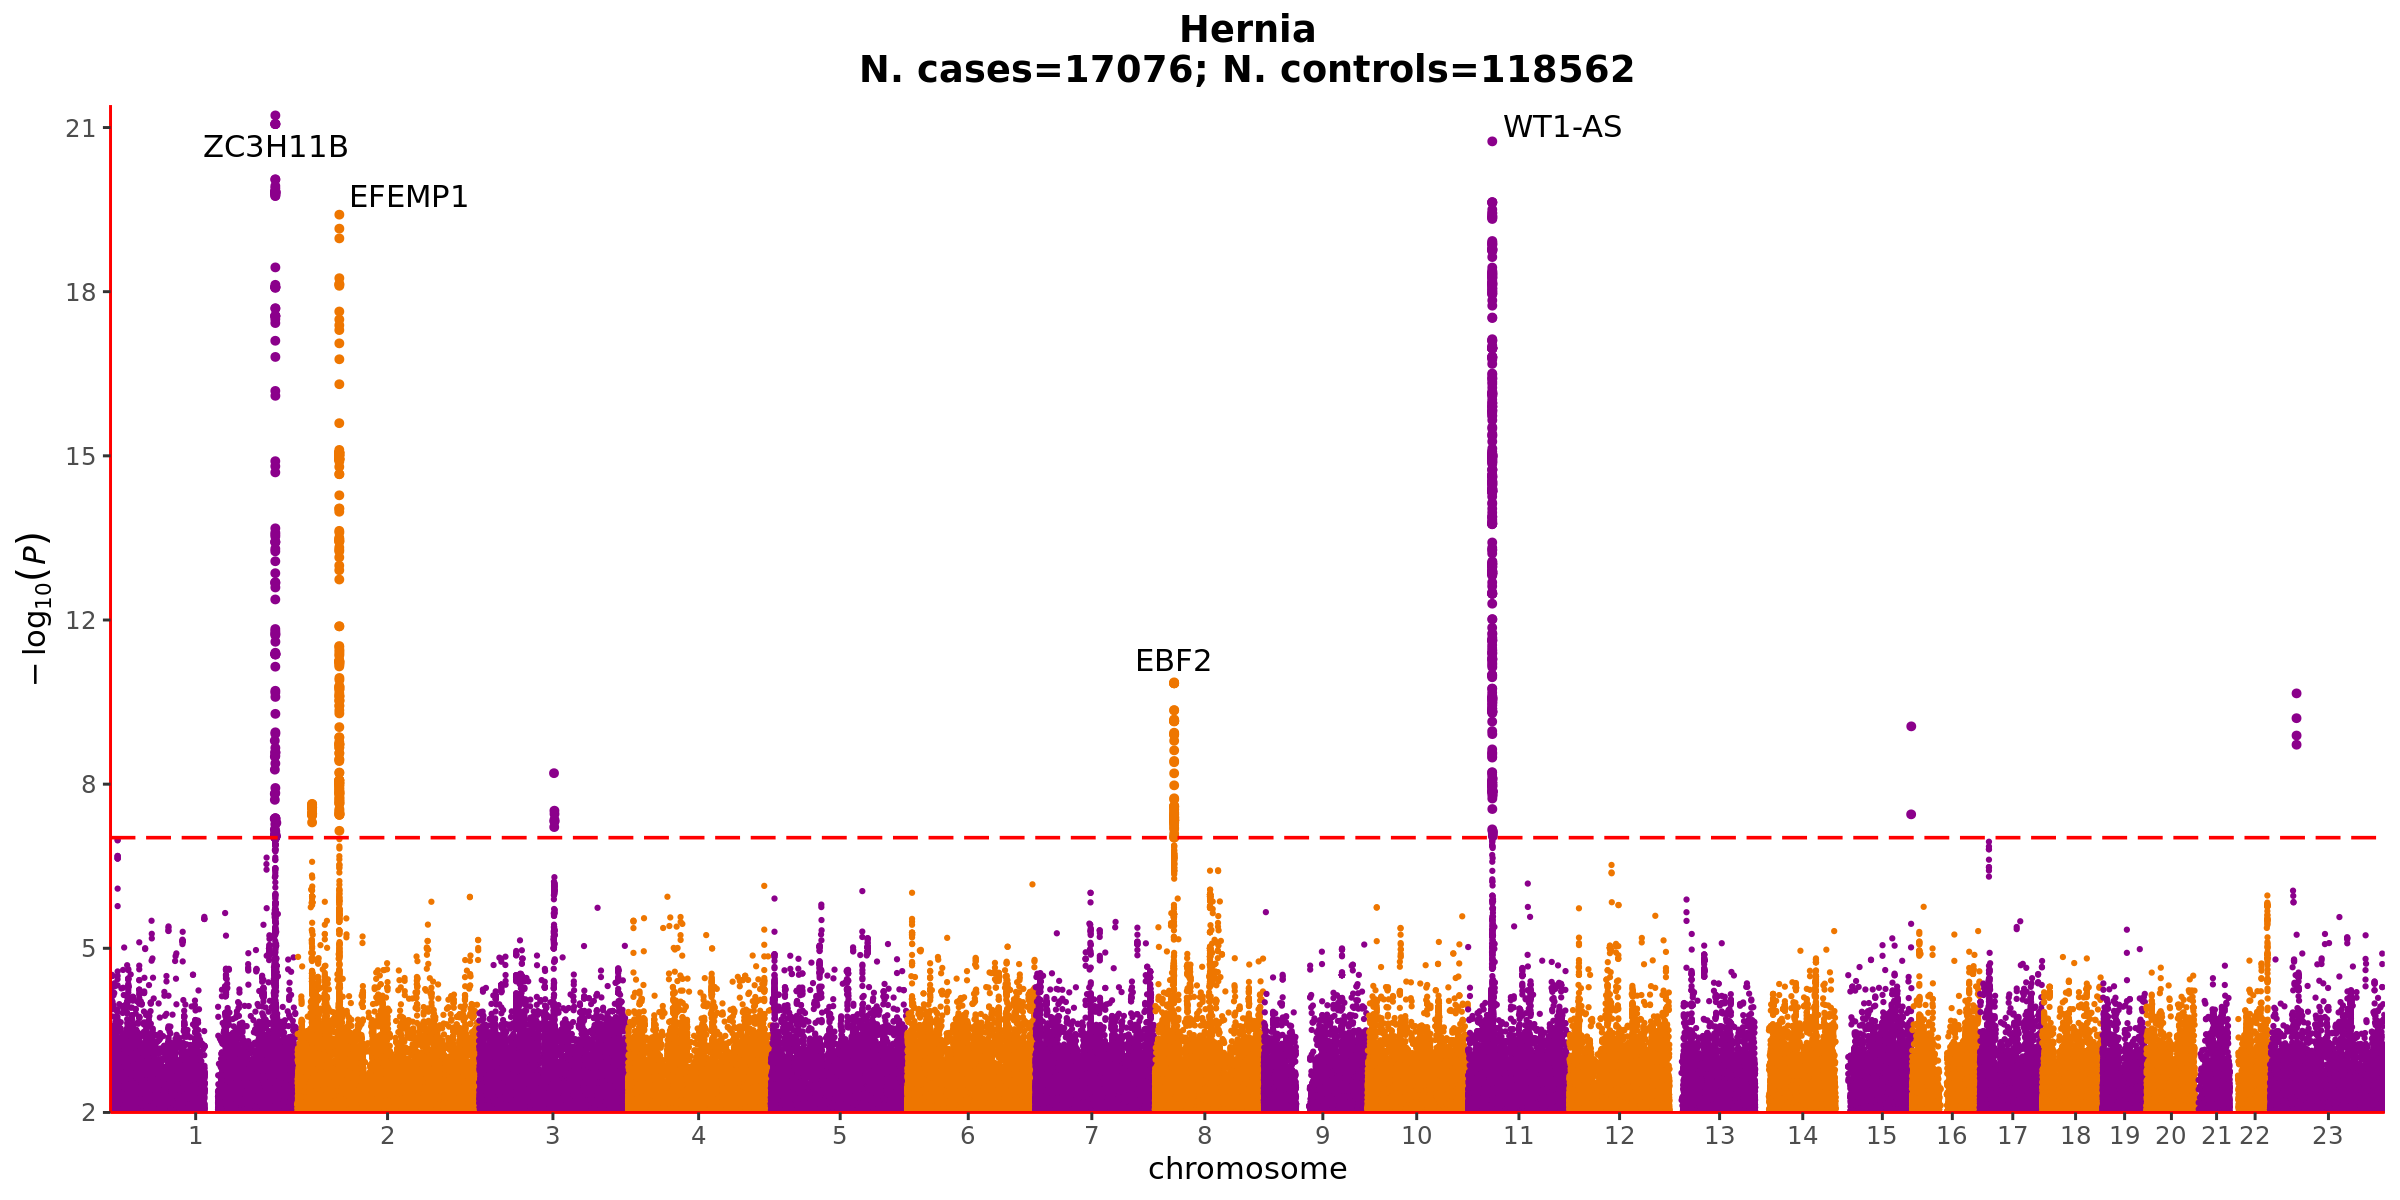 Hernia
N. cases=17076; N. controls=118562
21
18
15
12
8
5
2
−log₁₀(P)
ZC3H11B
EFEMP1
EBF2
WT1-AS
1 2 3 4 5 6 7 8 9 10 11 12 13 14 15 16 17 18 19 20 21 22 23
chromosome